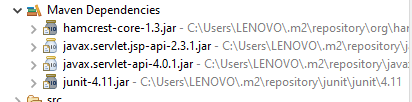 Maven Dependencies
hamcrest-core-1.3.jar - C:\Users\LENOVO\.m2\repository\org\har
javax.servlet.jsp-api-2.3.1.jar - C:\Users\LENOVO\.m2\repository\j
javax.servlet-api-4.0.1.jar - C:\Users\LENOVO\.m2\repository\javax
junit-4.11.jar - C:\Users\LENOVO\.m2\repository\junit\junit\4.11
src